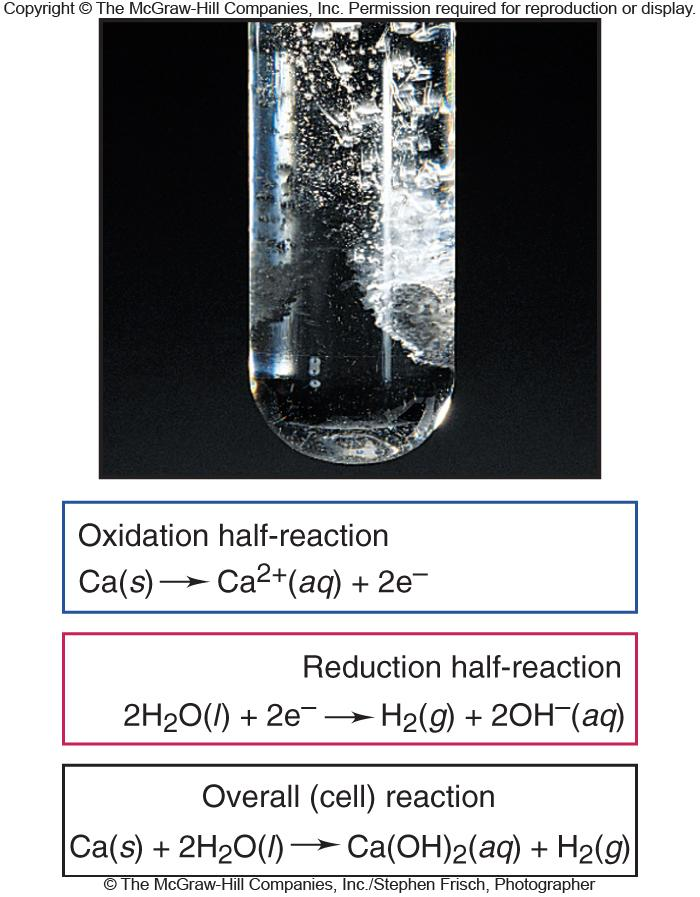 Copyright © The McGraw-Hill Companies, Inc. Permission required for reproduction or display.
Oxidation half-reaction
Ca(s) ⟶ Ca²⁺(aq) + 2e⁻
Reduction half-reaction
2H₂O(l) + 2e⁻ ⟶ H₂(g) + 2OH⁻(aq)
Overall (cell) reaction
Ca(s) + 2H₂O(l) ⟶ Ca(OH)₂(aq) + H₂(g)
© The McGraw-Hill Companies, Inc./Stephen Frisch, Photographer